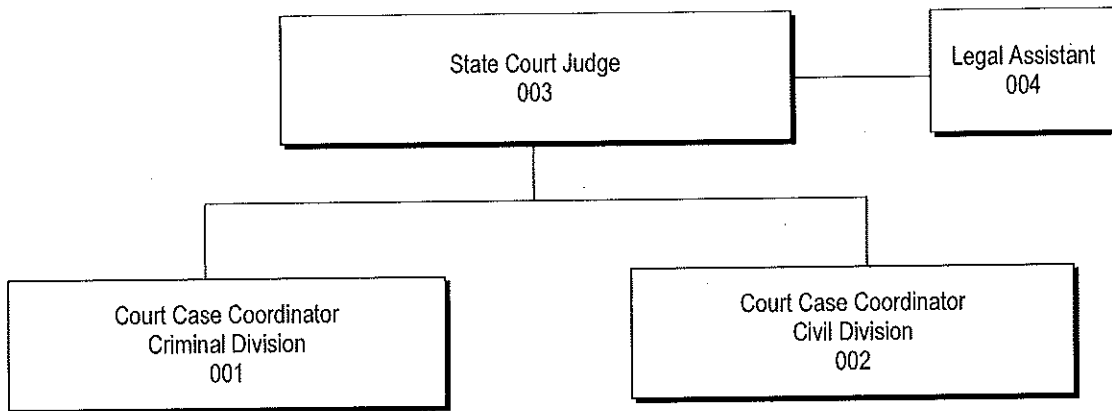 State Court Judge
003
Legal Assistant
004
Court Case Coordinator
Criminal Division
001
Court Case Coordinator
Civil Division
002